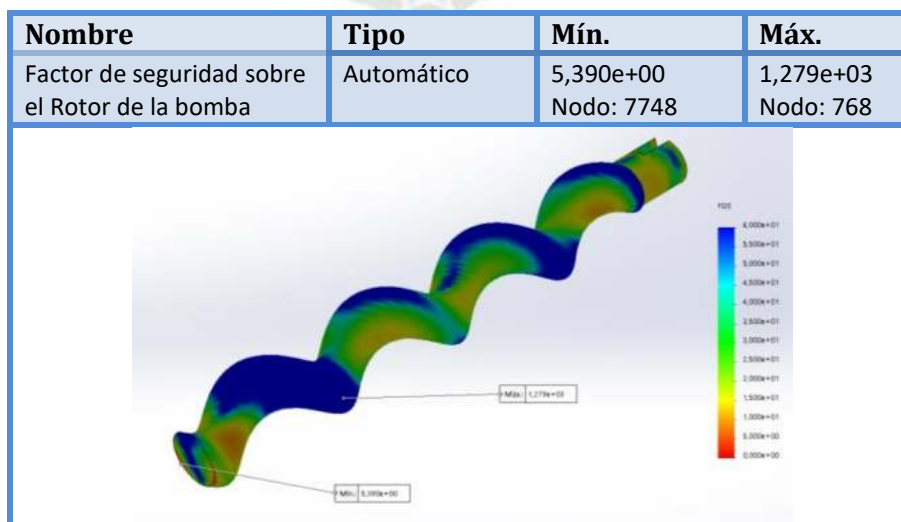 Nombre Tipo Mín. Máx.
Factor de seguridad sobre Automático 5,390e+00 1,279e+03
el Rotor de la bomba Nodo: 7748 Nodo: 768
FDS
6,000e+01
5,500e+01
5,000e+01
4,500e+01
4,000e+01
3,500e+01
3,000e+01
2,500e+01
2,000e+01
1,500e+01
1,000e+01
5,000e+00
0,000e+00
Máx.: 1,279e+03
Mín.: 5,390e+00